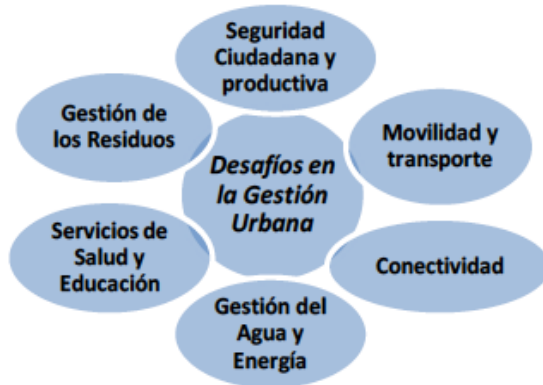 Seguridad
Ciudadana y
productiva
Gestión de
los Residuos
Movilidad y
transporte
Desafíos en
la Gestión
Urbana
Servicios de
Salud y
Educación
Conectividad
Gestión del
Agua y
Energía